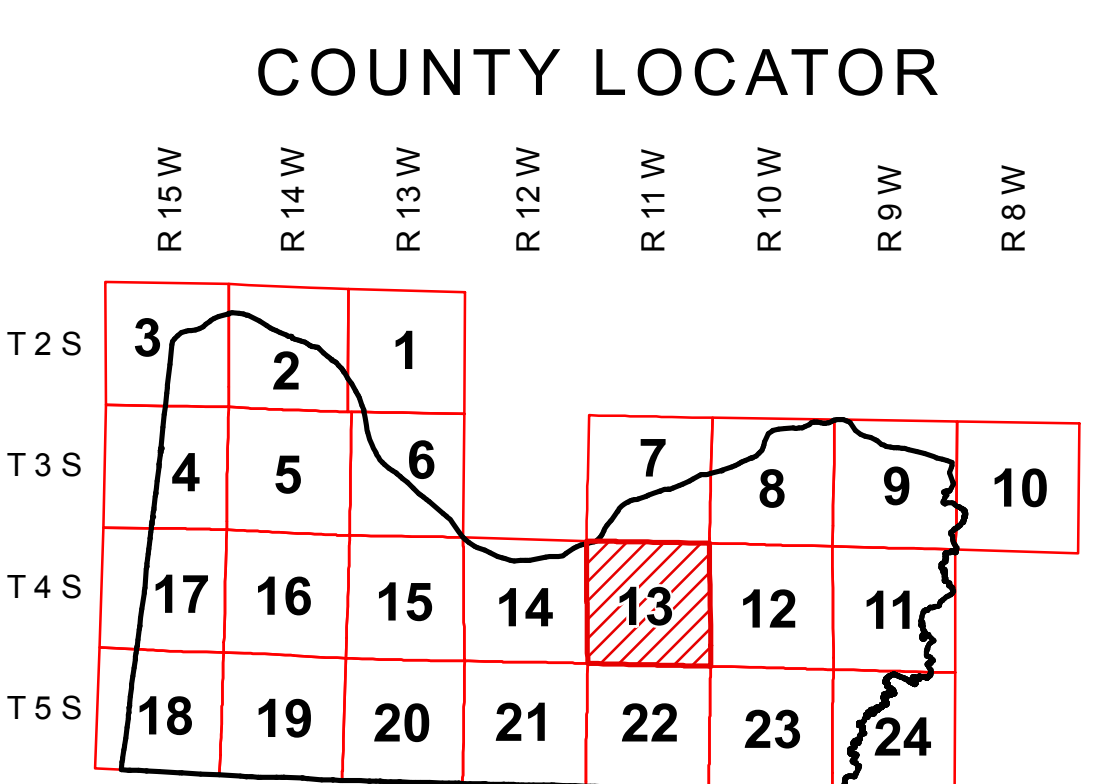 COUNTY LOCATOR
R 15 W R 14 W R 13 W R 12 W R 11 W R 10 W R 9 W R 8 W
T 2 S 3 2 1
T 3 S 4 5 6 7 8 9 10
T 4 S 17 16 15 14 13 12 11
T 5 S 18 19 20 21 22 23 24